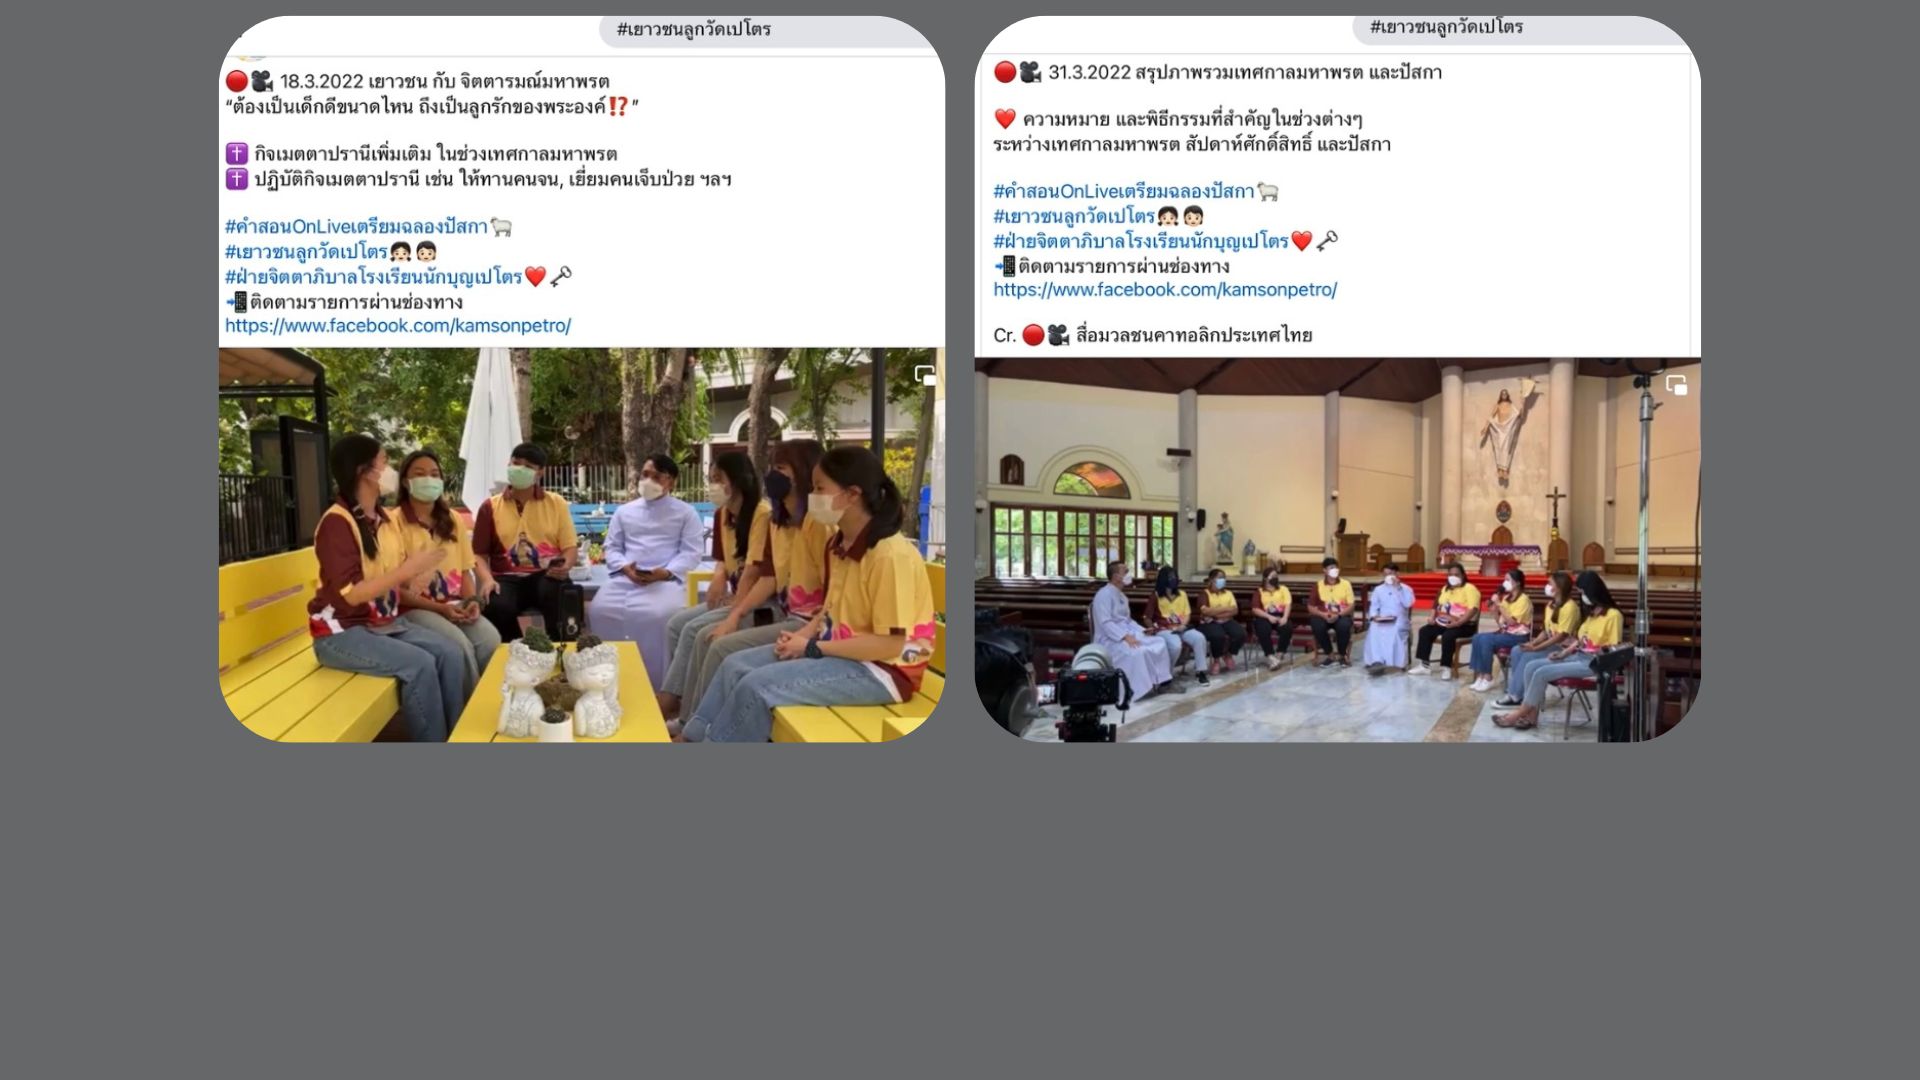 #เยาวชนลูกวัดเปโตร
🔴🎥 18.3.2022 เยาวชน กับ จิตตารมณ์มหาพรต
“ต้องเป็นเด็กดีขนาดไหน ถึงเป็นลูกรักของพระองค์⁉️”
✝️ กิจเมตตาปรานีเพิ่มเติม ในช่วงเทศกาลมหาพรต
✝️ ปฏิบัติกิจเมตตาปรานี เช่น ให้ทานคนจน, เยี่ยมคนเจ็บป่วย ฯลฯ
#คำสอนOnLiveเตรียมฉลองปัสกา🐑
#เยาวชนลูกวัดเปโตร👧🏻👦🏻
#ฝ่ายจิตตาภิบาลโรงเรียนนักบุญเปโตร❤️🗝
📲ติดตามรายการผ่านช่องทาง
https://www.facebook.com/kamsonpetro/
#เยาวชนลูกวัดเปโตร
🔴🎥 31.3.2022 สรุปภาพรวมเทศกาลมหาพรต และปัสกา
❤️ ความหมาย และพิธีกรรมที่สำคัญในช่วงต่างๆ
ระหว่างเทศกาลมหาพรต สัปดาห์ศักดิ์สิทธิ์ และปัสกา
#คำสอนOnLiveเตรียมฉลองปัสกา🐑
#เยาวชนลูกวัดเปโตร👧🏻👦🏻
#ฝ่ายจิตตาภิบาลโรงเรียนนักบุญเปโตร❤️🗝
📲ติดตามรายการผ่านช่องทาง
https://www.facebook.com/kamsonpetro/
Cr. 🔴🎥 สื่อมวลชนคาทอลิกประเทศไทย